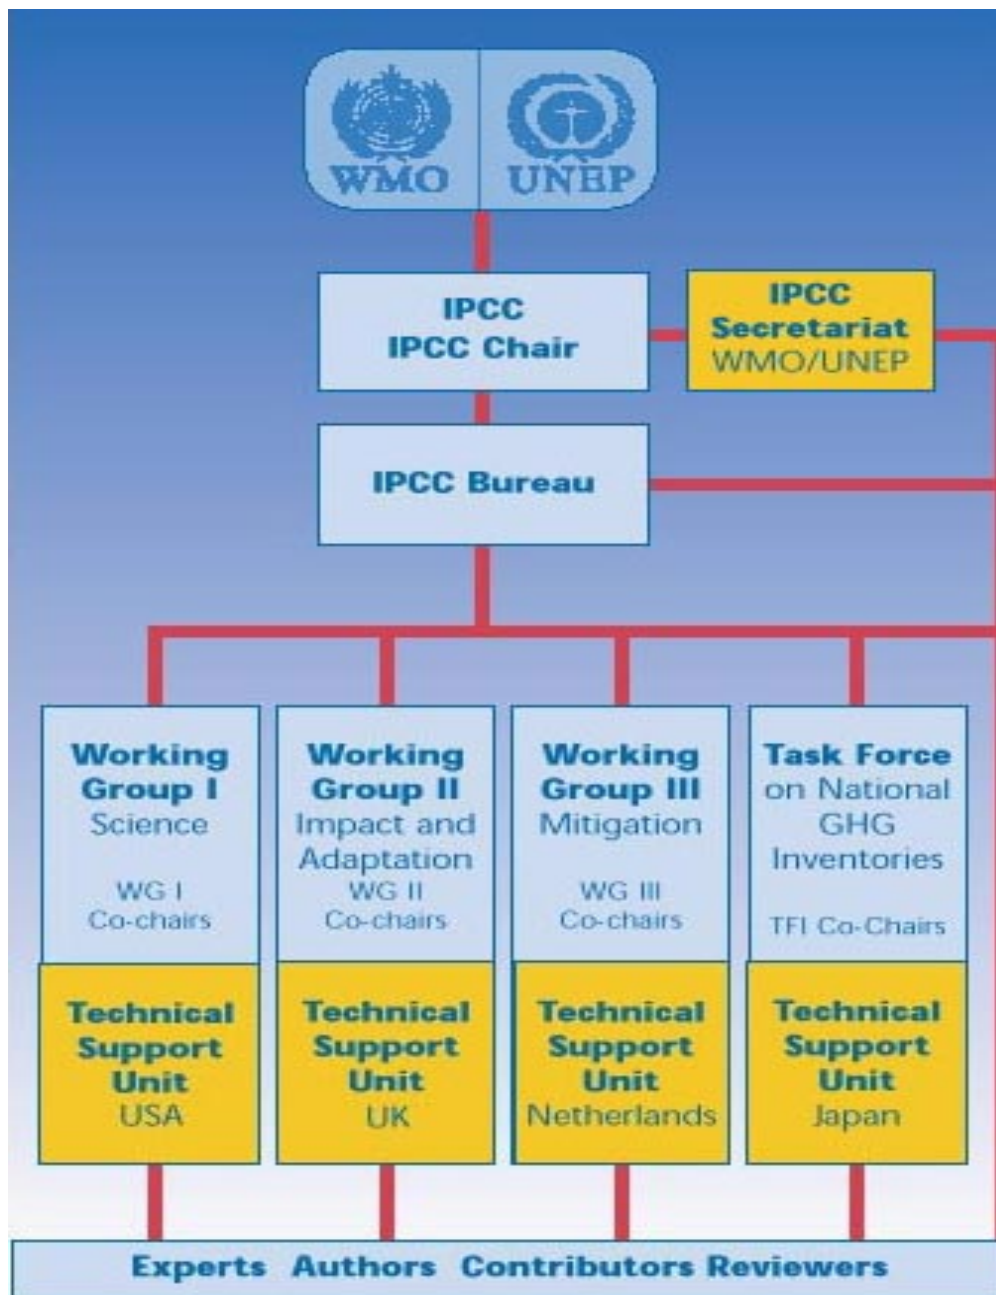 WMO UNEP
IPCC
IPCC Chair
IPCC
Secretariat
WMO/UNEP
IPCC Bureau
Working
Group I
Science
WG I
Co-chairs
Working
Group II
Impact and
Adaptation
WG II
Co-chairs
Working
Group III
Mitigation
WG III
Co-chairs
Task Force
on National
GHG
Inventories
TFI Co-Chairs
Technical
Support
Unit
USA
Technical
Support
Unit
UK
Technical
Support
Unit
Netherlands
Technical
Support
Unit
Japan
Experts Authors Contributors Reviewers